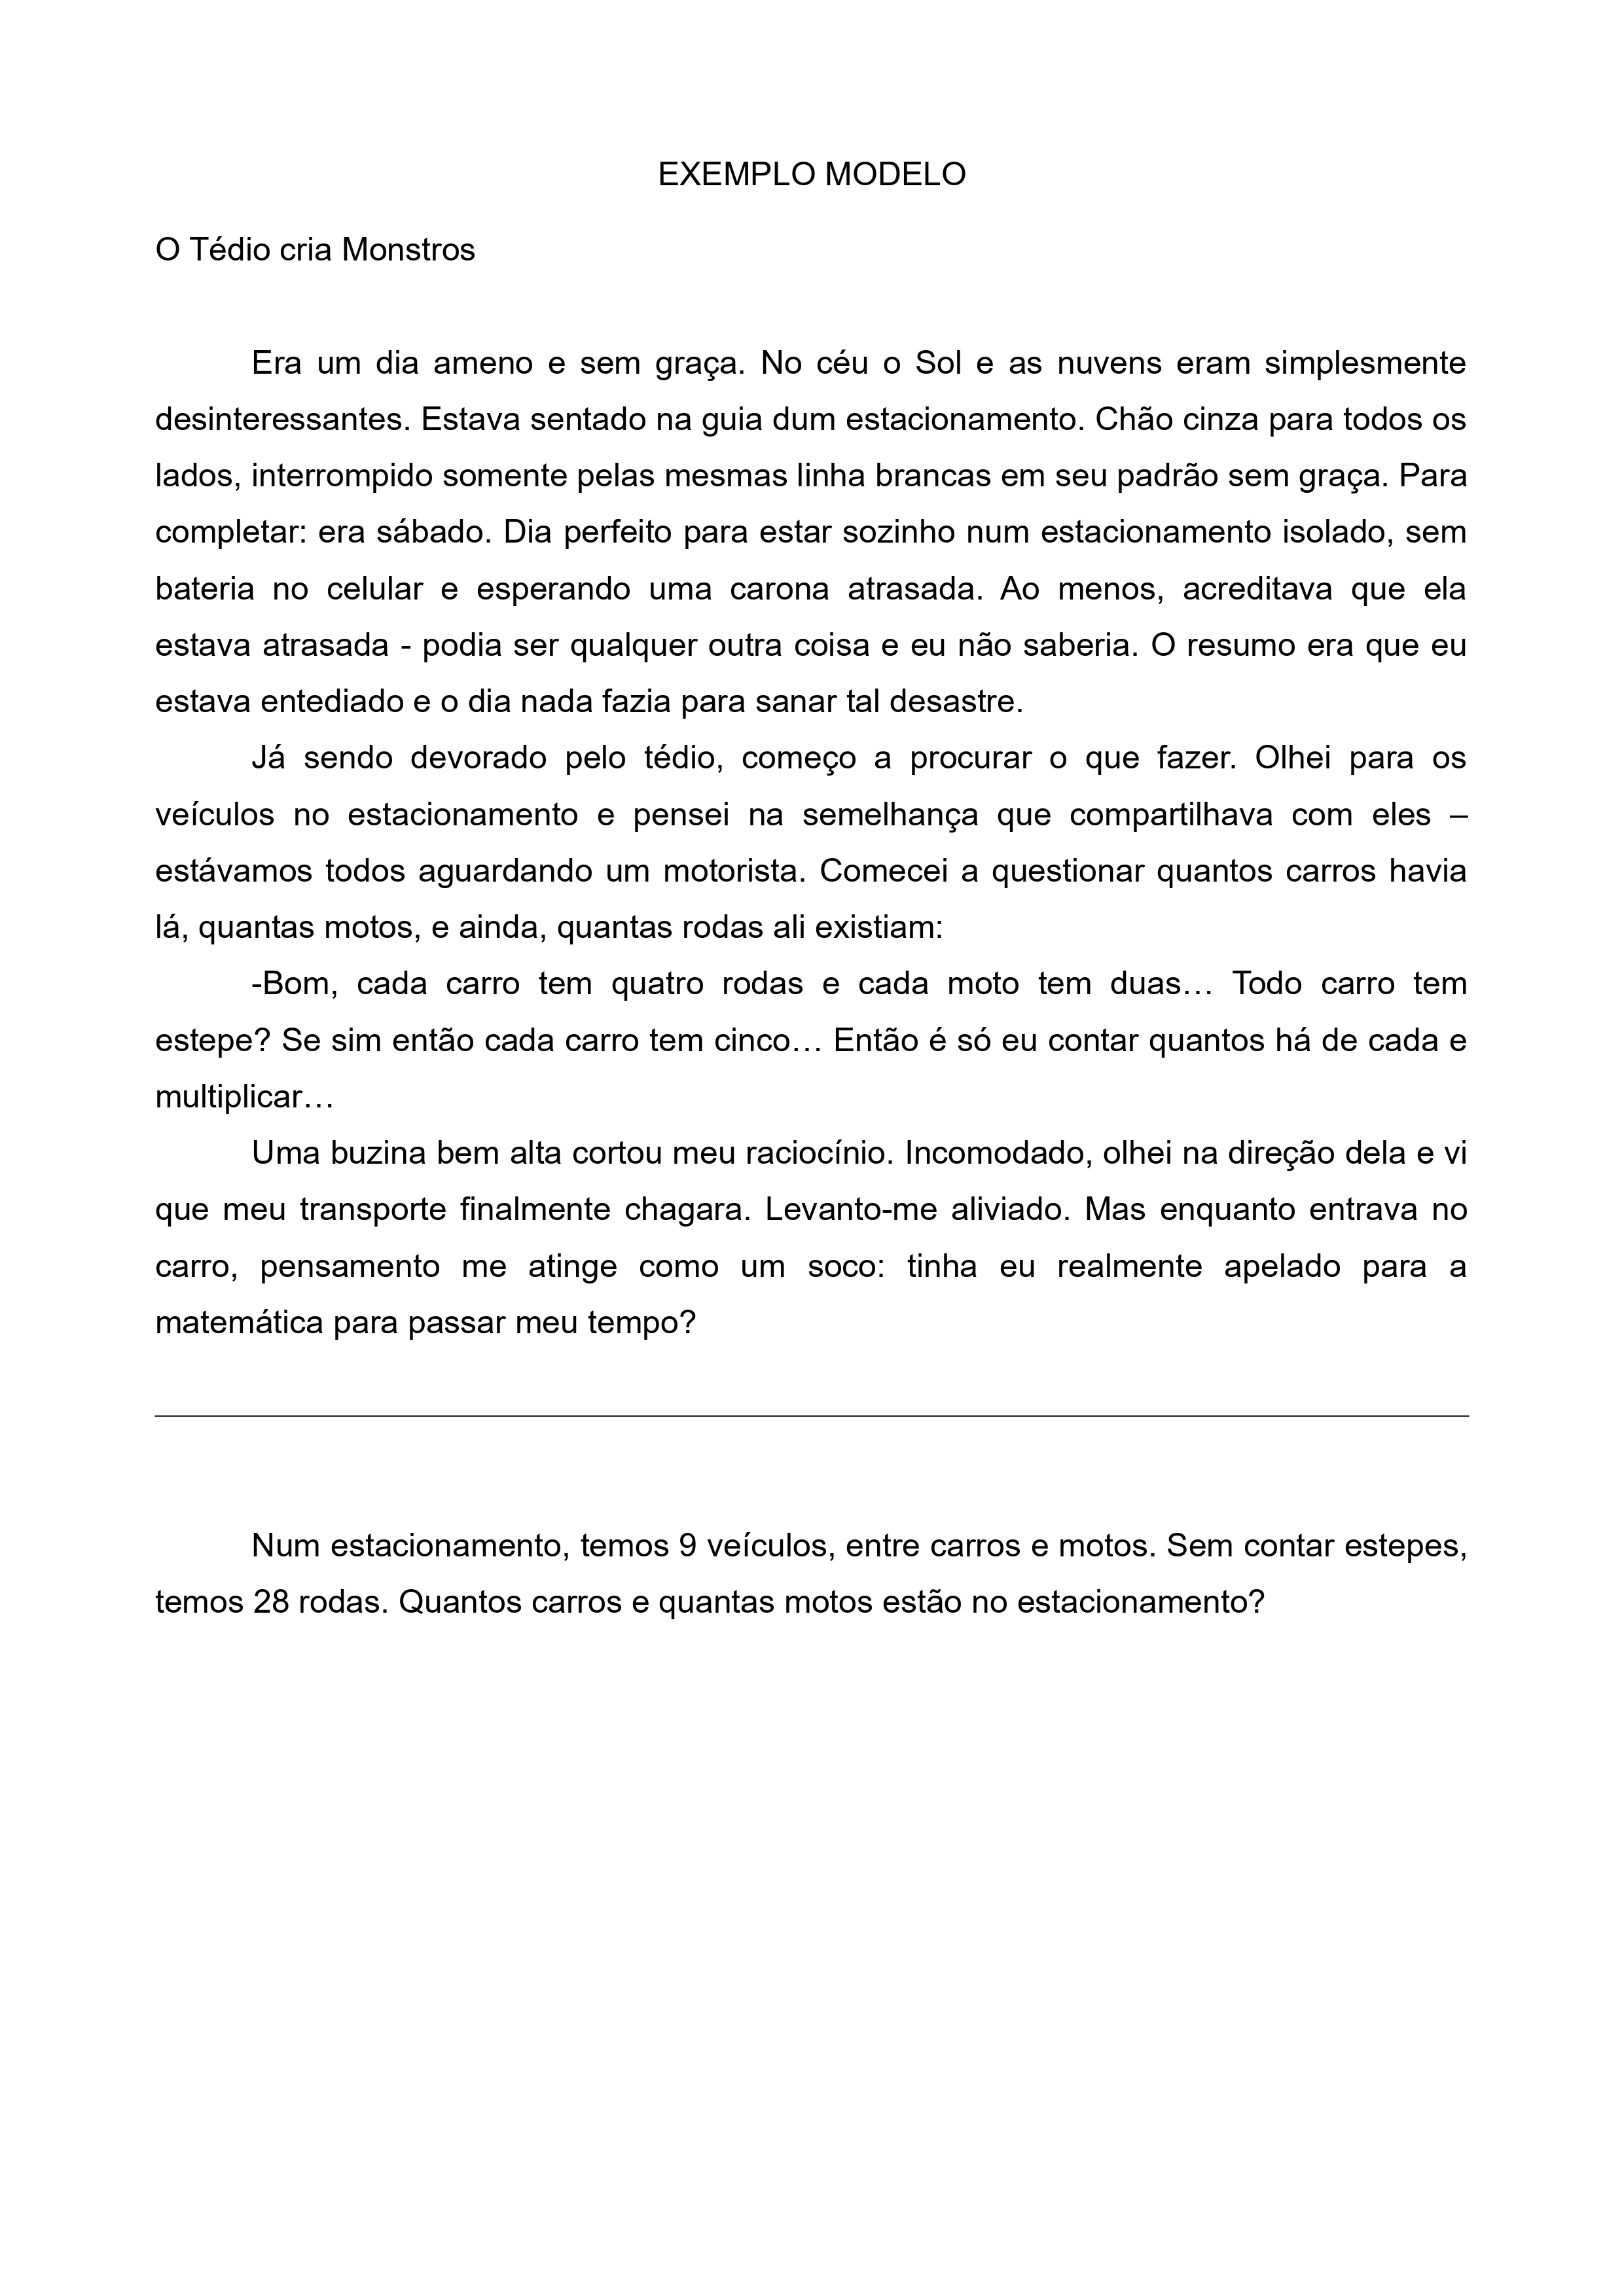 EXEMPLO MODELO
O Tédio cria Monstros
Era um dia ameno e sem graça. No céu o Sol e as nuvens eram simplesmente
desinteressantes. Estava sentado na guia dum estacionamento. Chão cinza para todos os
lados, interrompido somente pelas mesmas linha brancas em seu padrão sem graça. Para
completar: era sábado. Dia perfeito para estar sozinho num estacionamento isolado, sem
bateria no celular e esperando uma carona atrasada. Ao menos, acreditava que ela
estava atrasada - podia ser qualquer outra coisa e eu não saberia. O resumo era que eu
estava entediado e o dia nada fazia para sanar tal desastre.
Já sendo devorado pelo tédio, começo a procurar o que fazer. Olhei para os
veículos no estacionamento e pensei na semelhança que compartilhava com eles –
estávamos todos aguardando um motorista. Comecei a questionar quantos carros havia
lá, quantas motos, e ainda, quantas rodas ali existiam:
-Bom, cada carro tem quatro rodas e cada moto tem duas… Todo carro tem
estepe? Se sim então cada carro tem cinco… Então é só eu contar quantos há de cada e
multiplicar…
Uma buzina bem alta cortou meu raciocínio. Incomodado, olhei na direção dela e vi
que meu transporte finalmente chagara. Levanto-me aliviado. Mas enquanto entrava no
carro, pensamento me atinge como um soco: tinha eu realmente apelado para a
matemática para passar meu tempo?
Num estacionamento, temos 9 veículos, entre carros e motos. Sem contar estepes,
temos 28 rodas. Quantos carros e quantas motos estão no estacionamento?